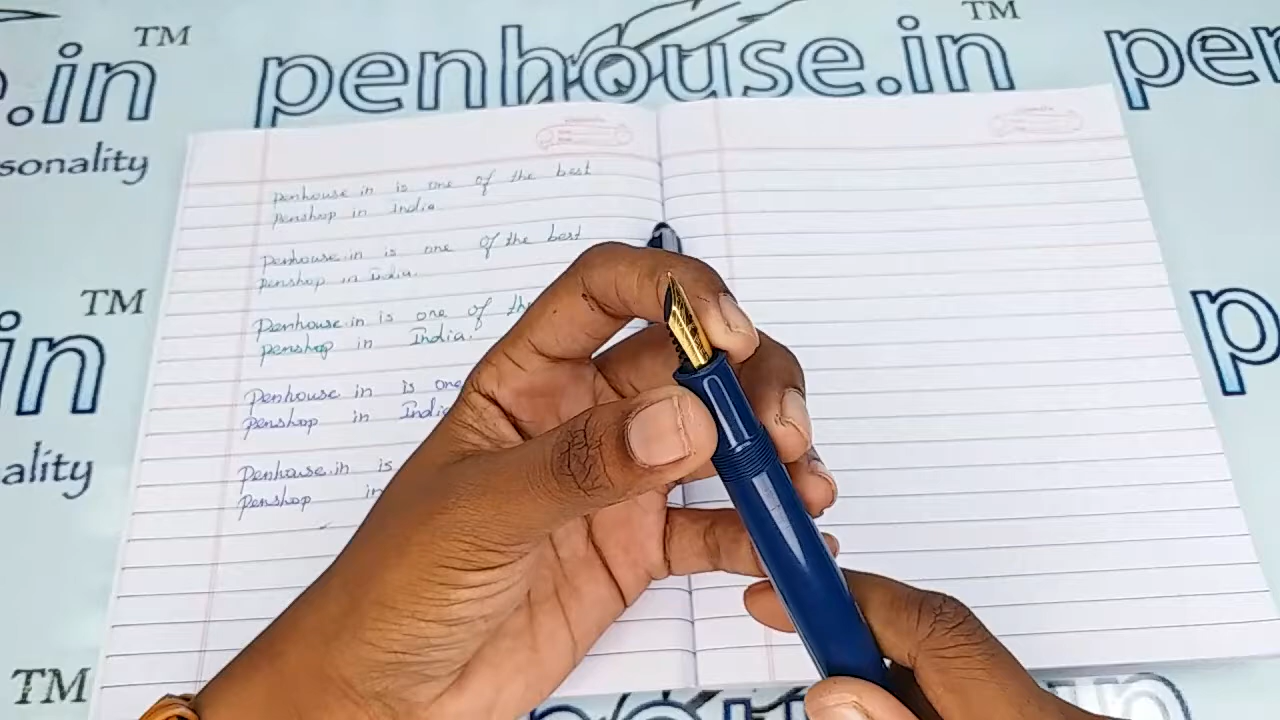 TM
TM
.in penhouse.in pen
sonality
Penhouse.in is one of the best
Penshop in India
Penhouse.in is one of the best
penshop in India.
TM
Penhouse.in is one of the
penshop in India.
in
p
Penhouse in is one
penshop in India
ality
Penhouse.in is
Penshop in
TM